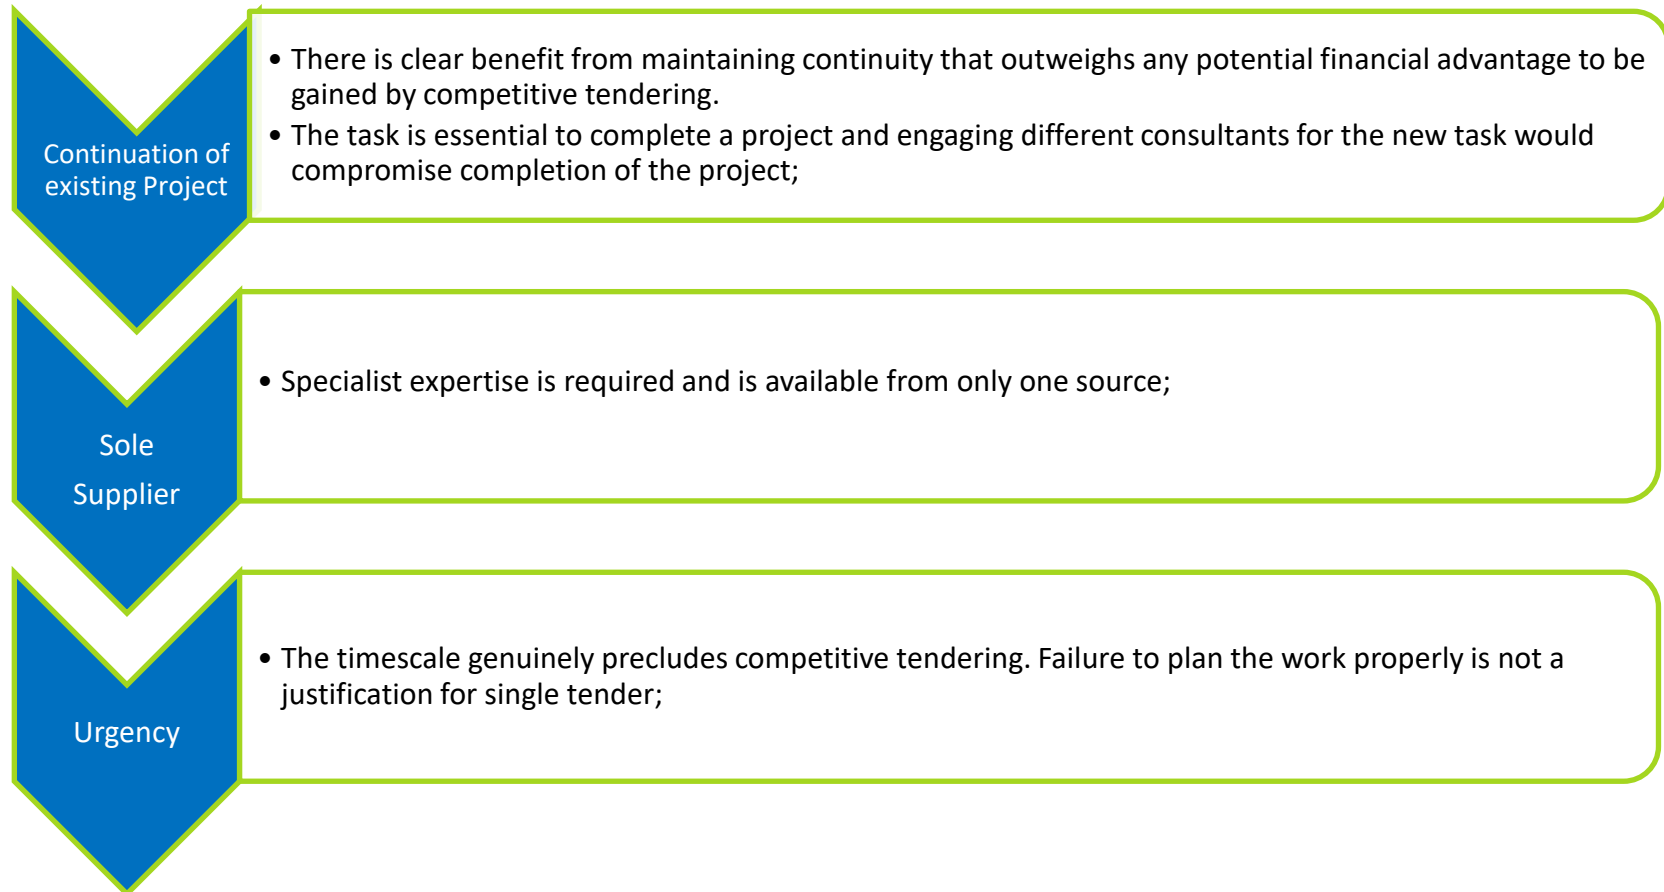 Continuation of
existing Project
• There is clear benefit from maintaining continuity that outweighs any potential financial advantage to be
gained by competitive tendering.
• The task is essential to complete a project and engaging different consultants for the new task would
compromise completion of the project;
Sole
Supplier
• Specialist expertise is required and is available from only one source;
Urgency
• The timescale genuinely precludes competitive tendering. Failure to plan the work properly is not a
justification for single tender;